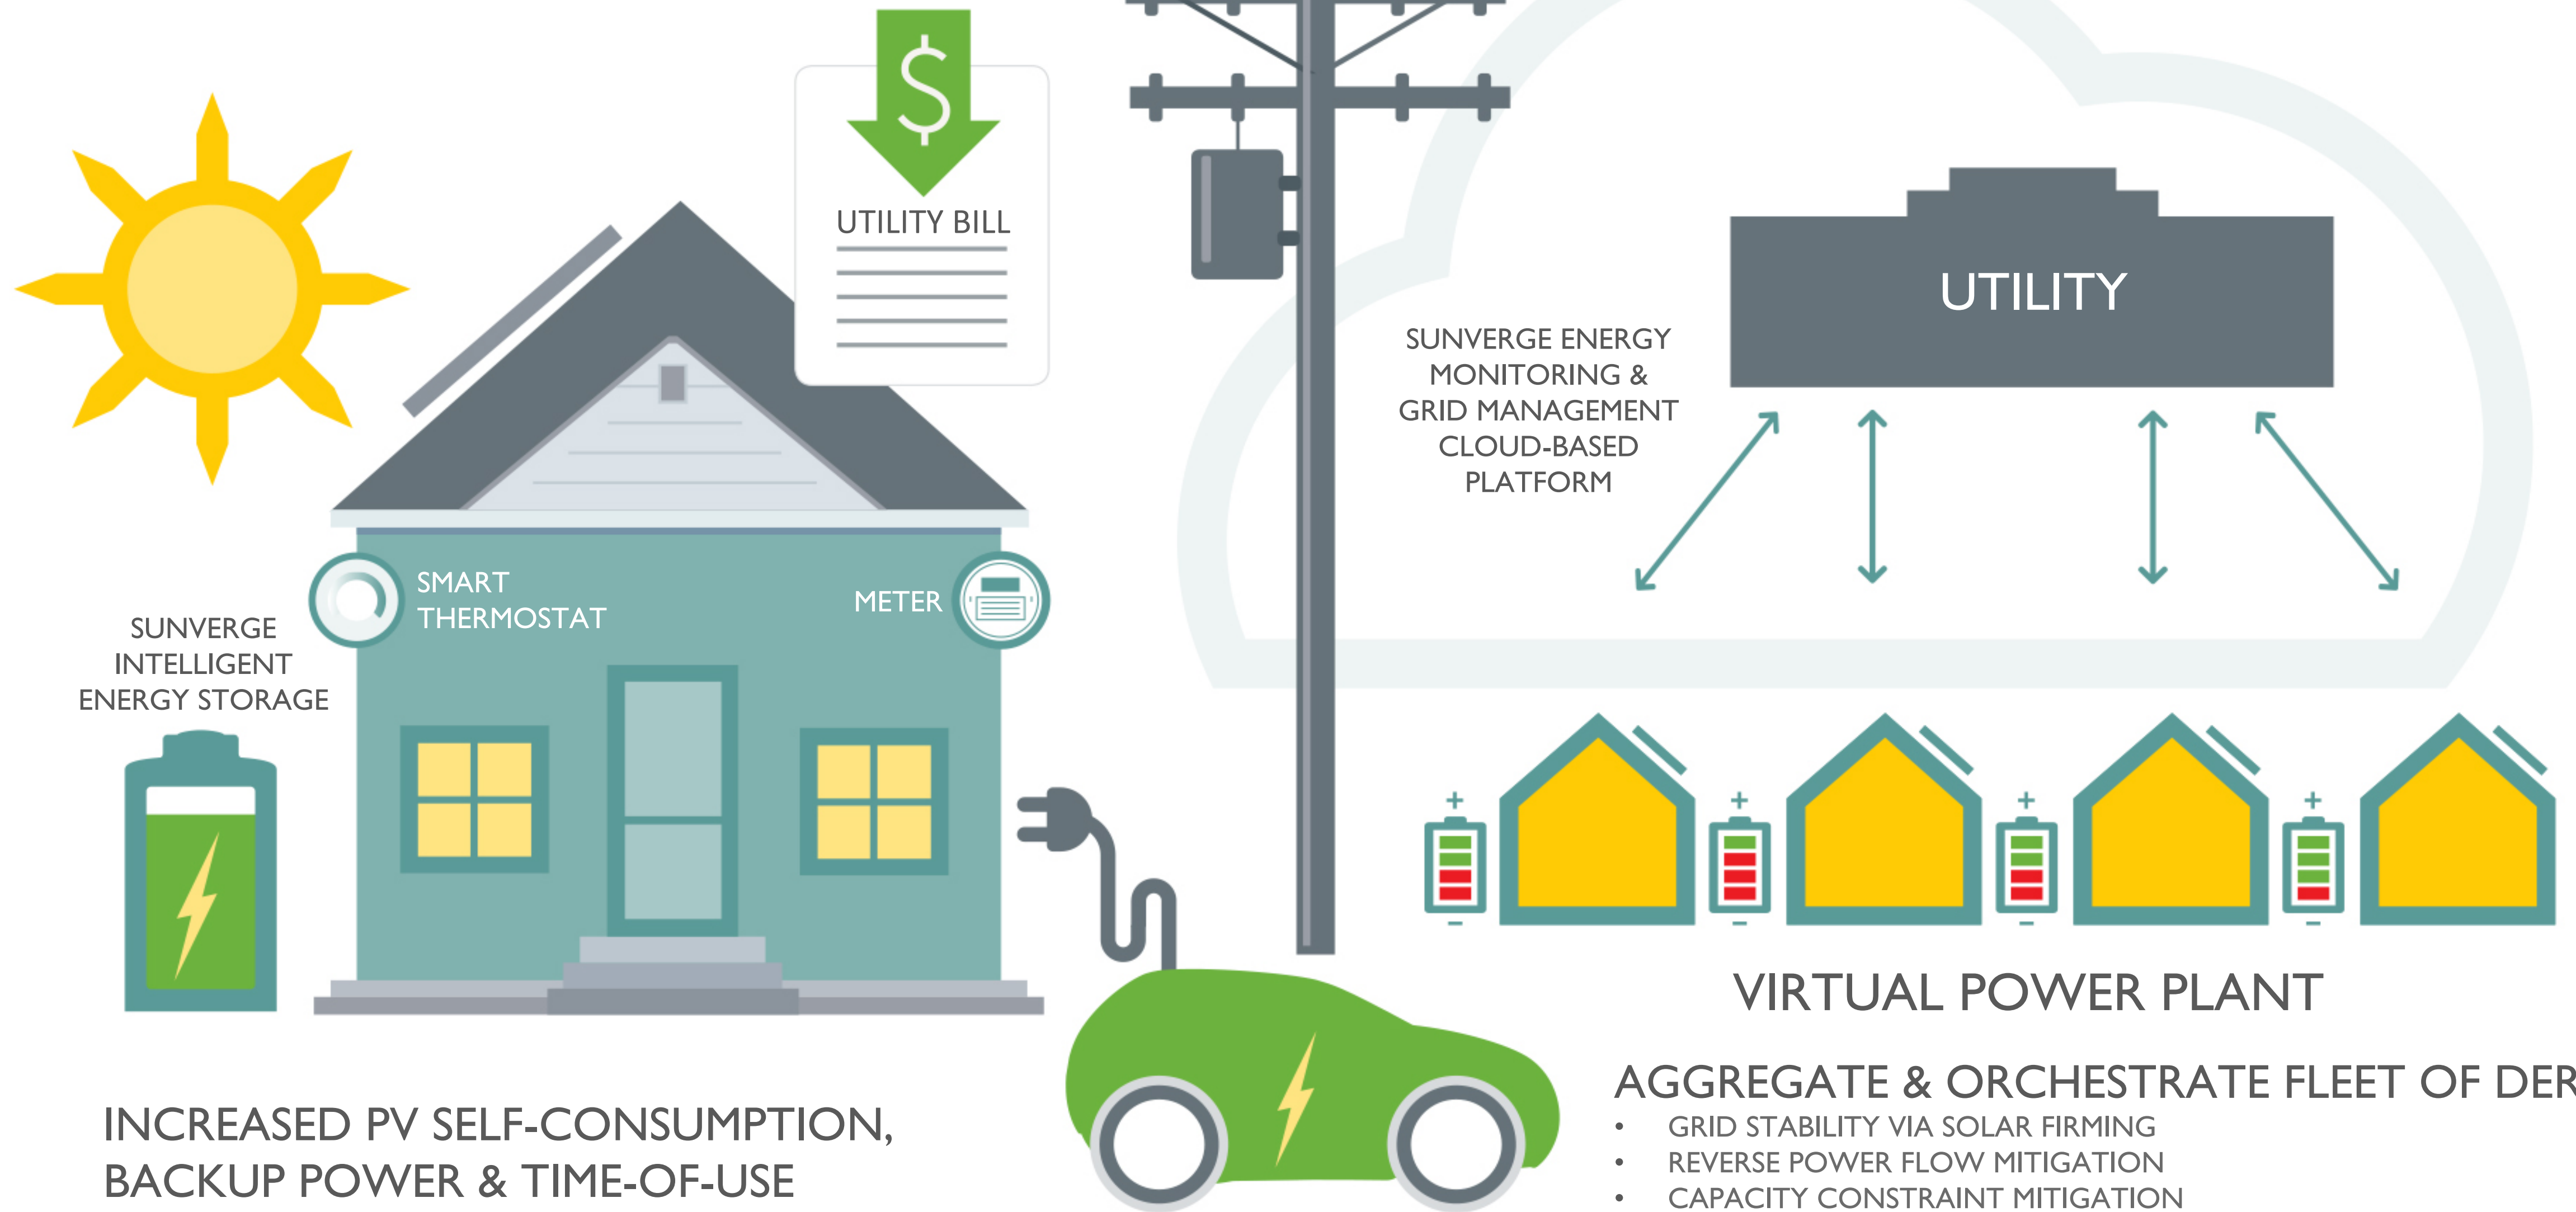 $
UTILITY BILL
UTILITY
SUNVERGE ENERGY
MONITORING &
GRID MANAGEMENT
CLOUD-BASED
PLATFORM
SMART
THERMOSTAT
METER
SUNVERGE
INTELLIGENT
ENERGY STORAGE
+ + + +
- - - -
VIRTUAL POWER PLANT
AGGREGATE & ORCHESTRATE FLEET OF DER
• GRID STABILITY VIA SOLAR FIRMING
• REVERSE POWER FLOW MITIGATION
• CAPACITY CONSTRAINT MITIGATION
INCREASED PV SELF-CONSUMPTION,
BACKUP POWER & TIME-OF-USE